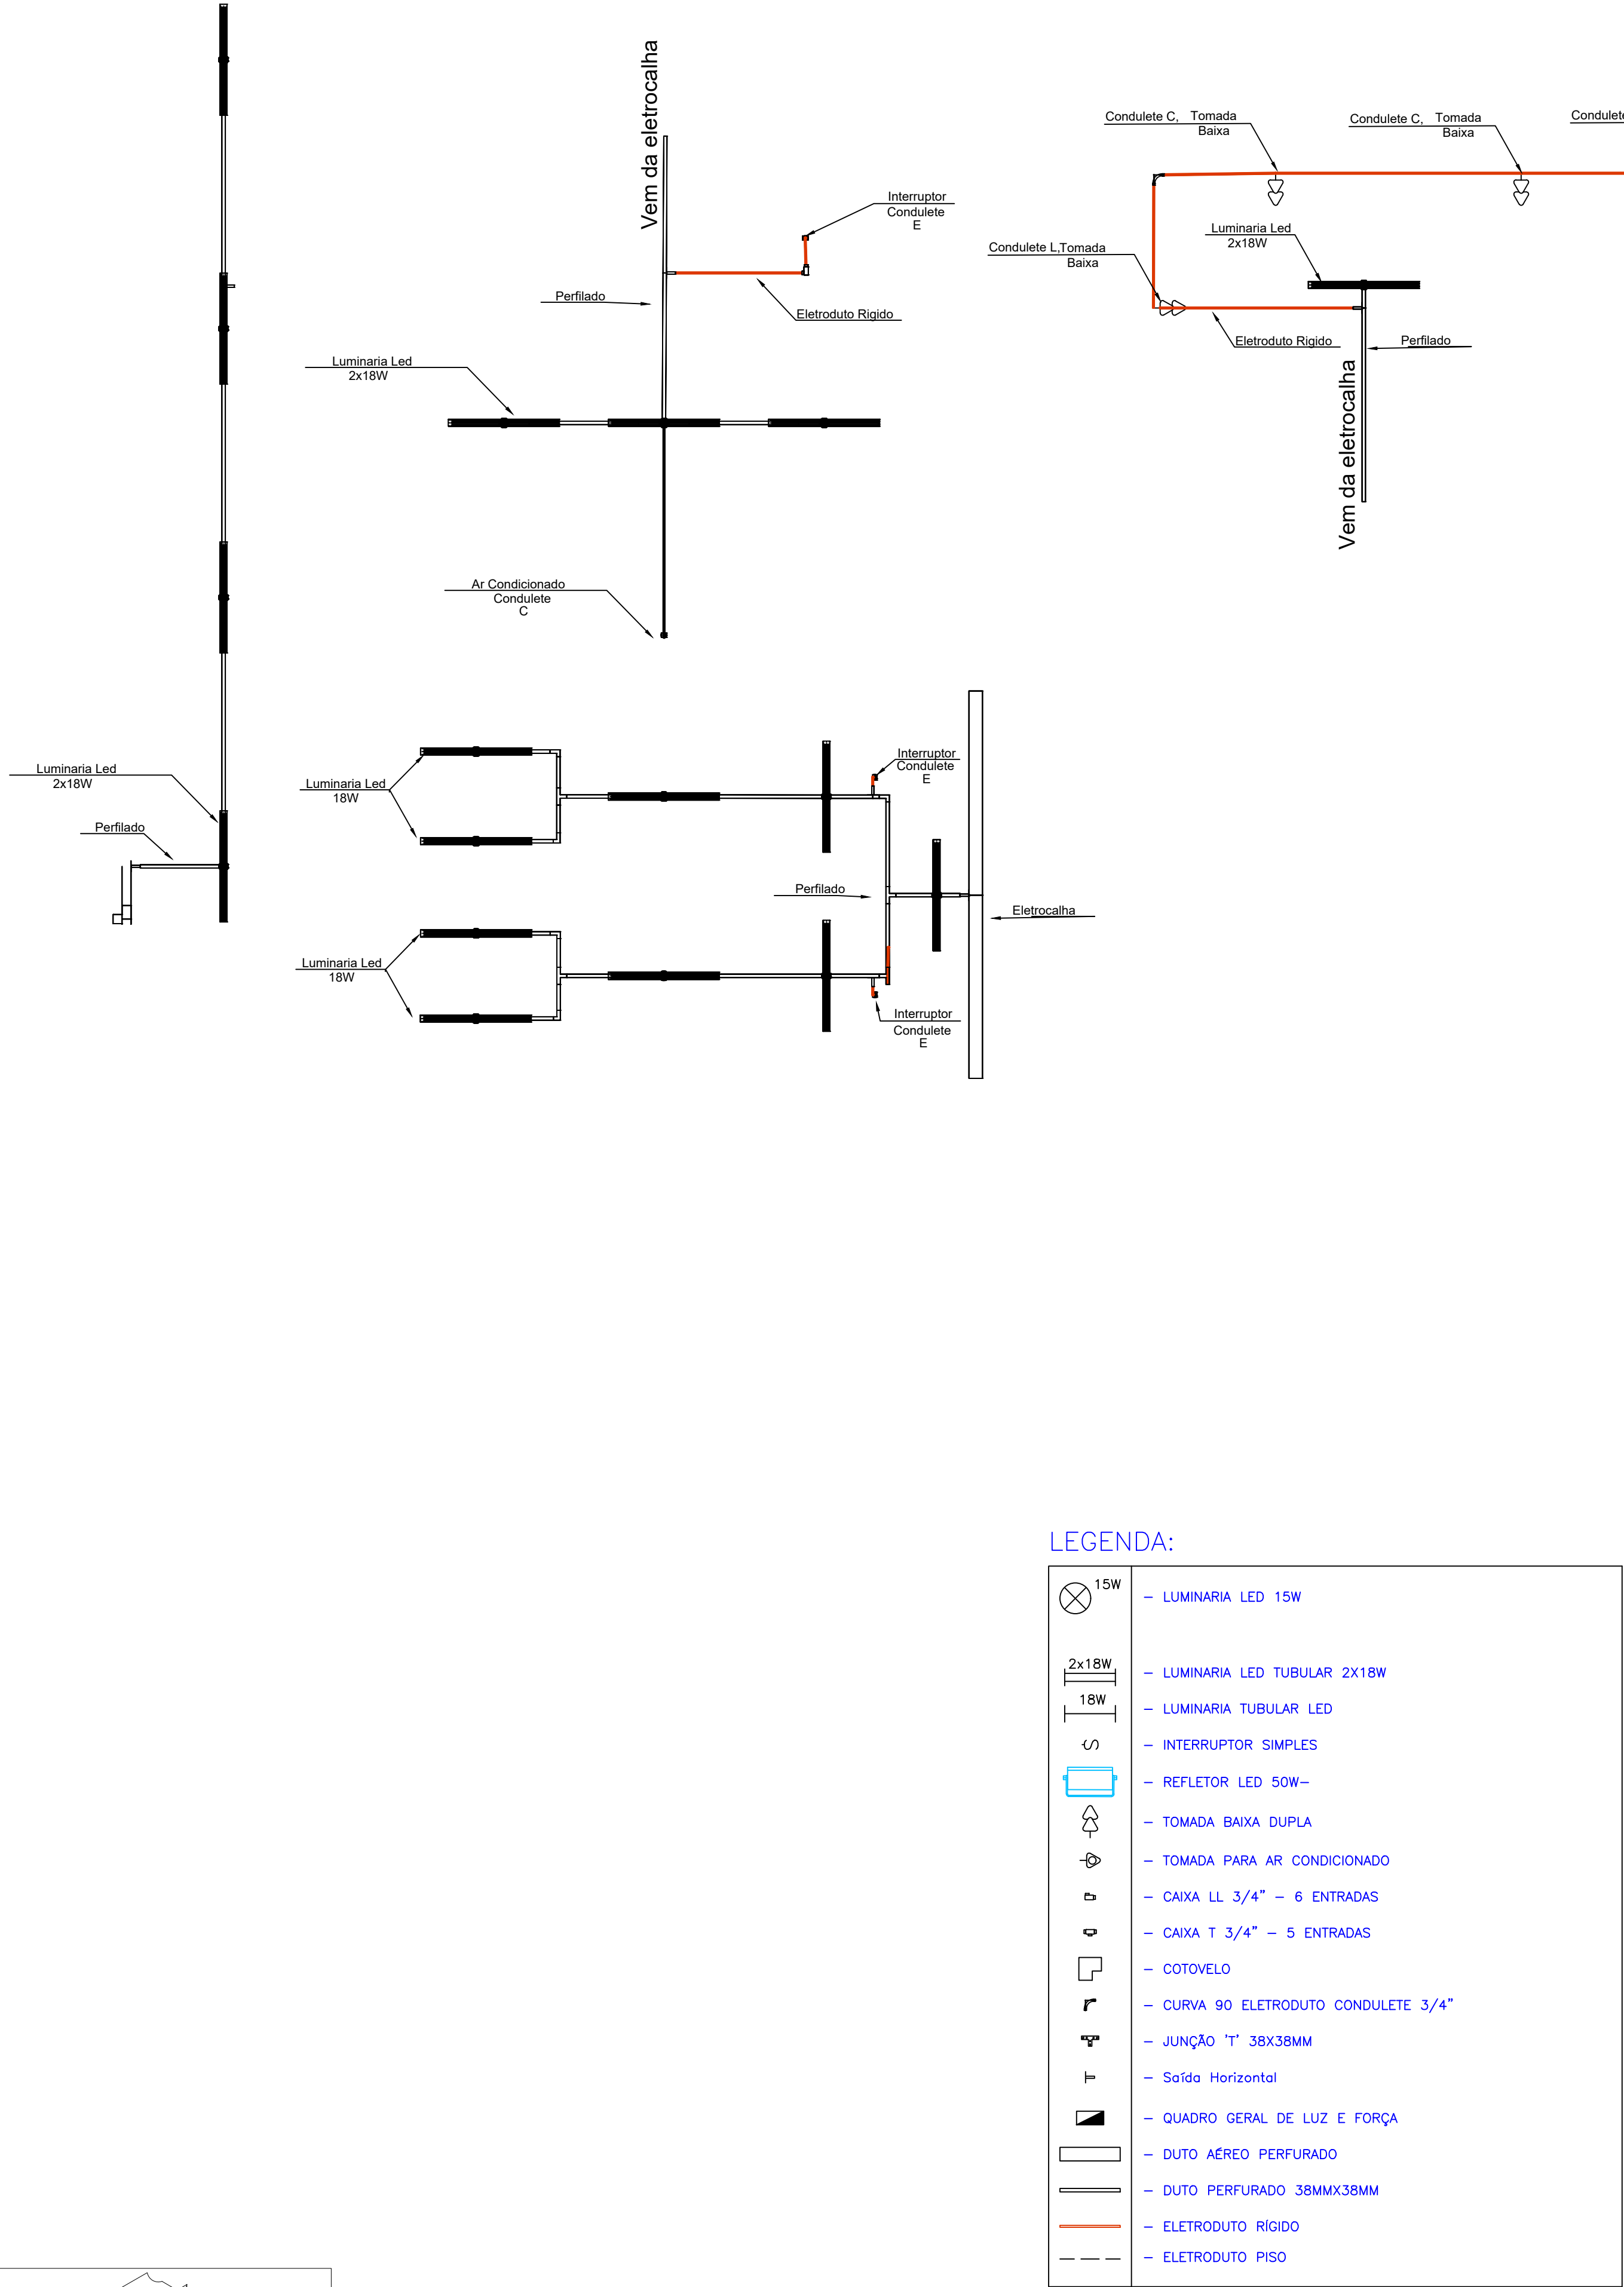 Vem da eletrocalha
Condulete C, Tomada
Baixa
Condulete C, Tomada
Baixa
Condulete
Interruptor
Condulete
E
Luminaria Led
2x18W
Condulete L,Tomada
Baixa
Perfilado
Eletroduto Rigido
Eletroduto Rigido
Perfilado
Luminaria Led
2x18W
Vem da eletrocalha
Ar Condicionado
Condulete
C
Luminaria Led
2x18W
Perfilado
Luminaria Led
18W
Interruptor
Condulete
E
Perfilado
Eletrocalha
Luminaria Led
18W
Interruptor
Condulete
E
LEGENDA:
15W
– LUMINARIA LED 15W
2x18W
– LUMINARIA LED TUBULAR 2X18W
18W
– LUMINARIA TUBULAR LED
– INTERRUPTOR SIMPLES
– REFLETOR LED 50W–
– TOMADA BAIXA DUPLA
– TOMADA PARA AR CONDICIONADO
– CAIXA LL 3/4" – 6 ENTRADAS
– CAIXA T 3/4" – 5 ENTRADAS
– COTOVELO
– CURVA 90 ELETRODUTO CONDULETE 3/4"
– JUNÇÃO 'T' 38X38MM
– Saída Horizontal
– QUADRO GERAL DE LUZ E FORÇA
– DUTO AÉREO PERFURADO
– DUTO PERFURADO 38MMX38MM
– ELETRODUTO RÍGIDO
– ELETRODUTO PISO